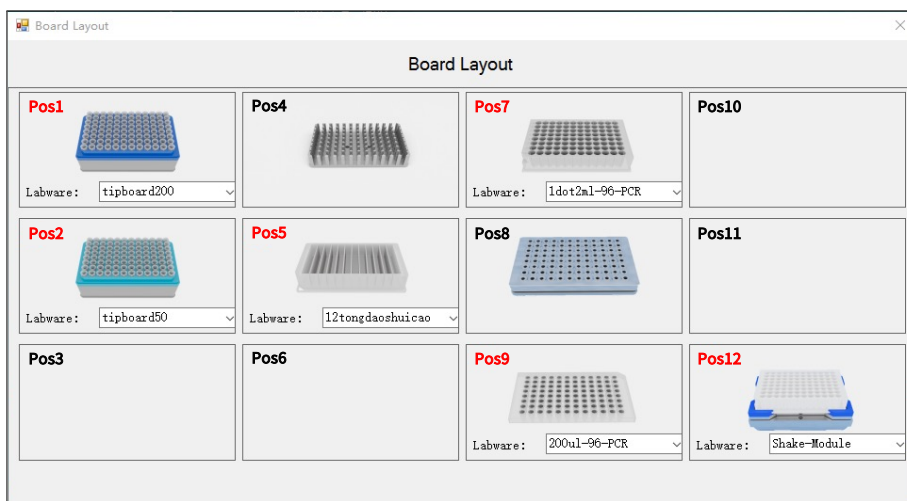 Board Layout
Board Layout
Pos1
Labware: tipboard200
Pos4
Pos7
Labware: 1dot2ml-96-PCR
Pos10
Pos2
Labware: tipboard50
Pos5
Labware: 12tongdaoshuicao
Pos8
Pos11
Pos3
Pos6
Pos9
Labware: 200ul-96-PCR
Pos12
Labware: Shake-Module